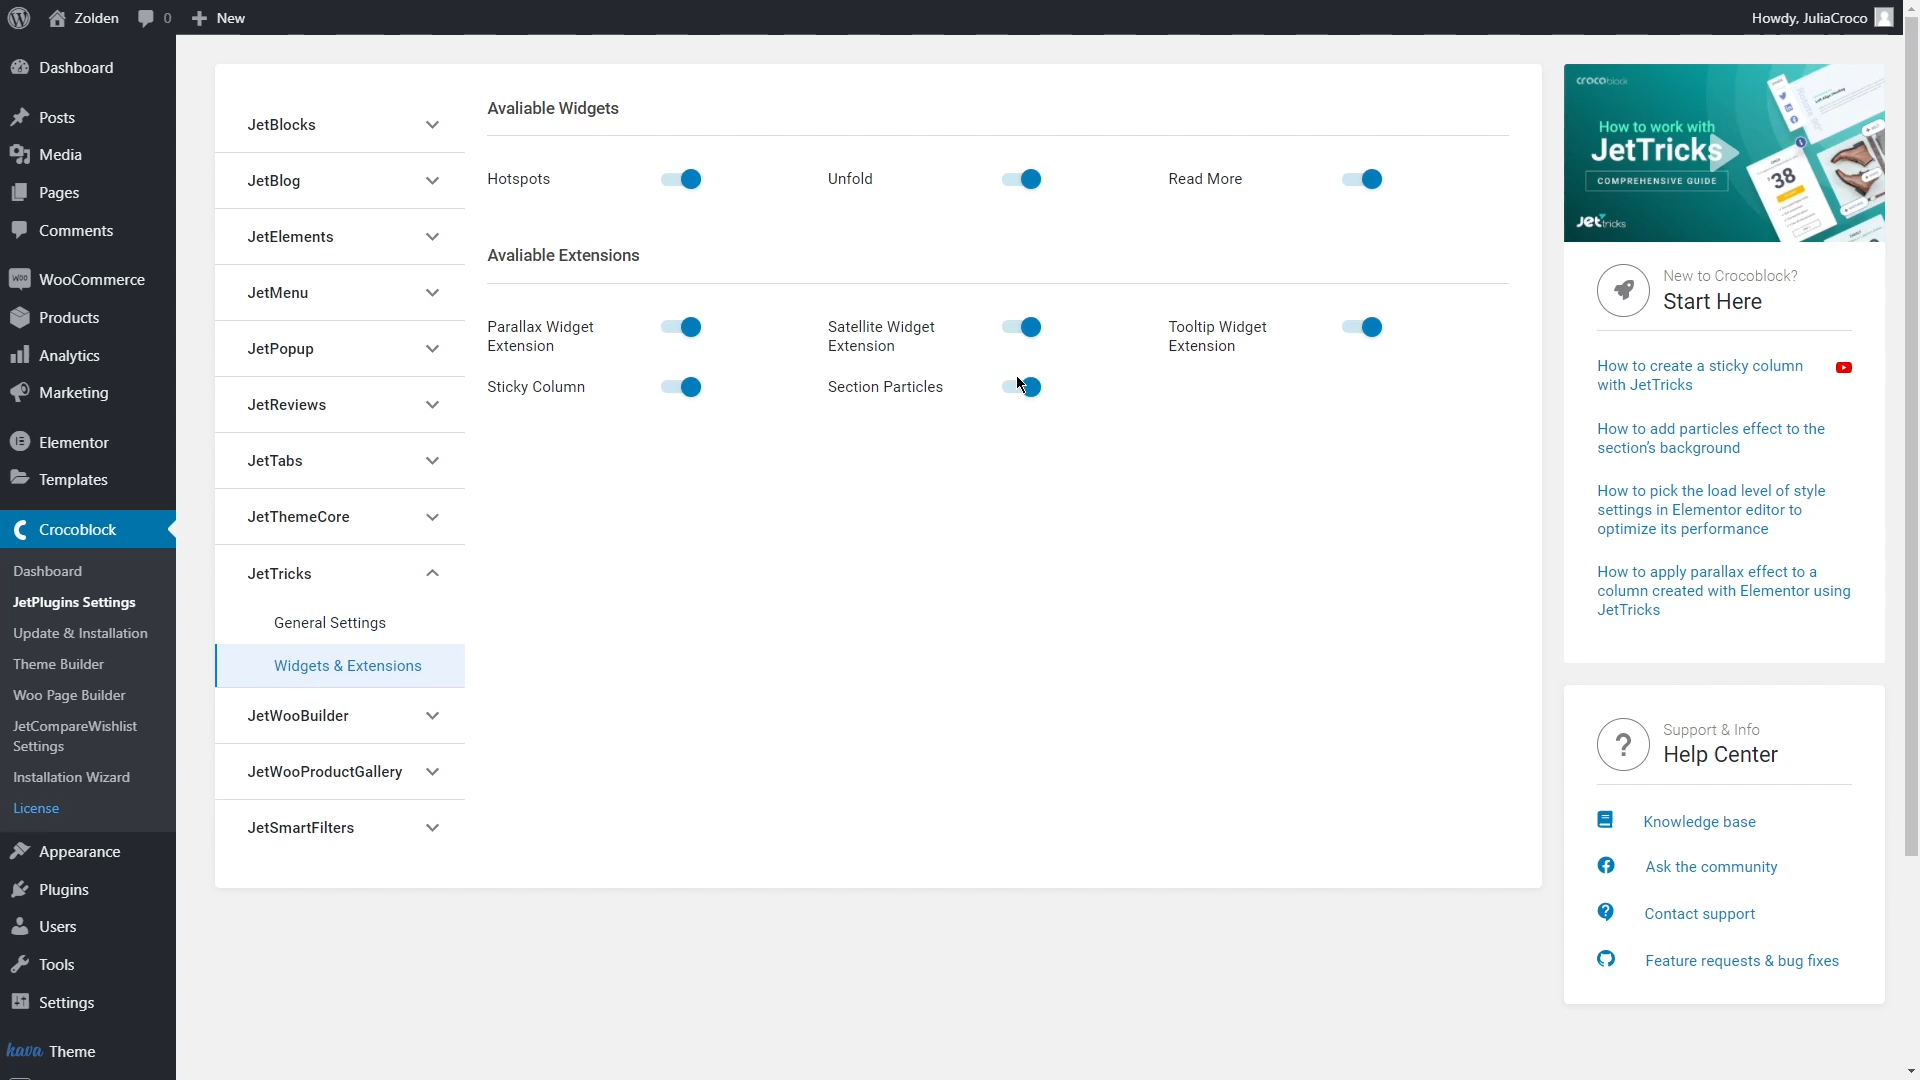 Zolden
0
New
Howdy, JuliaCroco
Dashboard
Posts
Media
Pages
Comments
WooCommerce
Products
Analytics
Marketing
Elementor
Templates
Crocoblock
Dashboard
JetPlugins Settings
Update & Installation
Theme Builder
Woo Page Builder
JetCompareWishlist
Settings
Installation Wizard
License
Appearance
Plugins
Users
Tools
Settings
kava Theme
JetBlocks
JetBlog
JetElements
JetMenu
JetPopup
JetReviews
JetTabs
JetThemeCore
JetTricks
General Settings
Widgets & Extensions
JetWooBuilder
JetWooProductGallery
JetSmartFilters
Avaliable Widgets
Hotspots
Unfold
Read More
Avaliable Extensions
Parallax Widget
Extension
Satellite Widget
Extension
Tooltip Widget
Extension
Sticky Column
Section Particles
crocoblock
How to work with
JetTricks
COMPREHENSIVE GUIDE
Jettricks
38
New to Crocoblock?
Start Here
How to create a sticky column
with JetTricks
How to add particles effect to the
section's background
How to pick the load level of style
settings in Elementor editor to
optimize its performance
How to apply parallax effect to a
column created with Elementor using
JetTricks
Support & Info
Help Center
Knowledge base
Ask the community
Contact support
Feature requests & bug fixes